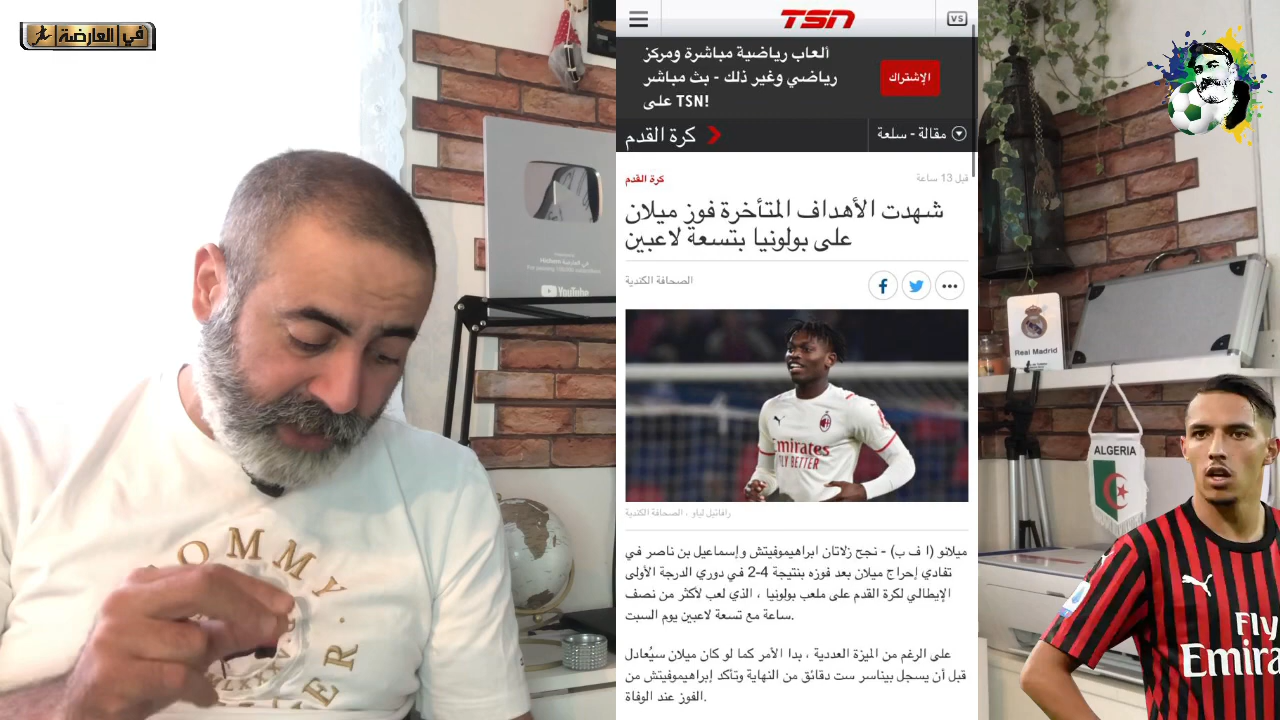 في العارضة
TSN
VS
ألعاب رياضية مباشرة ومركز
رياضي وغير ذلك - بث مباشر
على TSN!
الإشتراك
كرة القدم
مقالة - سلعة
كرة القدم
قبل 13 ساعة
شهدت الأهداف المتأخرة فوز ميلان
على بولونيا بتسعة لاعبين
الصحافة الكندية
Emirates
FLY BETTER
رافائيل لياو ، الصحافة الكندية
ميلانو (ا ف ب) - نجح زلاتان ابراهيموفيتش وإسماعيل بن ناصر في
تفادي إحراج ميلان بعد فوزه بنتيجة 4-2 في دوري الدرجة الأولى
الإيطالي لكرة القدم على ملعب بولونيا ، الذي لعب لأكثر من نصف
ساعة مع تسعة لاعبين يوم السبت.
على الرغم من الميزة العددية ، بدا الأمر كما لو كان ميلان سيُعادل
قبل أن يسجل بيناسر ست دقائق من النهاية وتأكد إبراهيموفيتش من
الفوز عند الوفاة.
YouTube
OMMY
ER
Real Madrid
ALGERIA
Fly
Emira